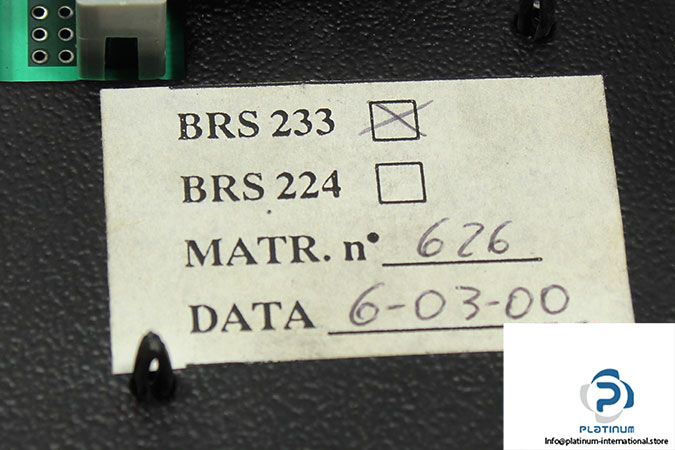 BRS 233
BRS 224
MATR. n° 626
DATA 6-03-00
PLATINUM
Info@platinum-international.store